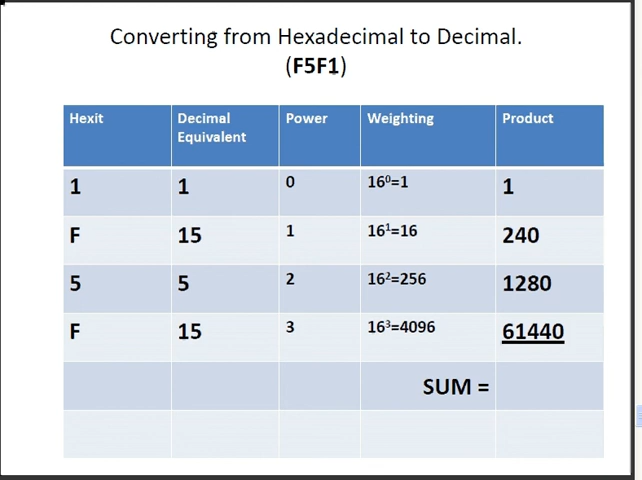 Converting from Hexadecimal to Decimal.
(F5F1)
Hexit Decimal Equivalent Power Weighting Product
1 1 0 16⁰=1 1
F 15 1 16¹=16 240
5 5 2 16²=256 1280
F 15 3 16³=4096 61440
SUM =